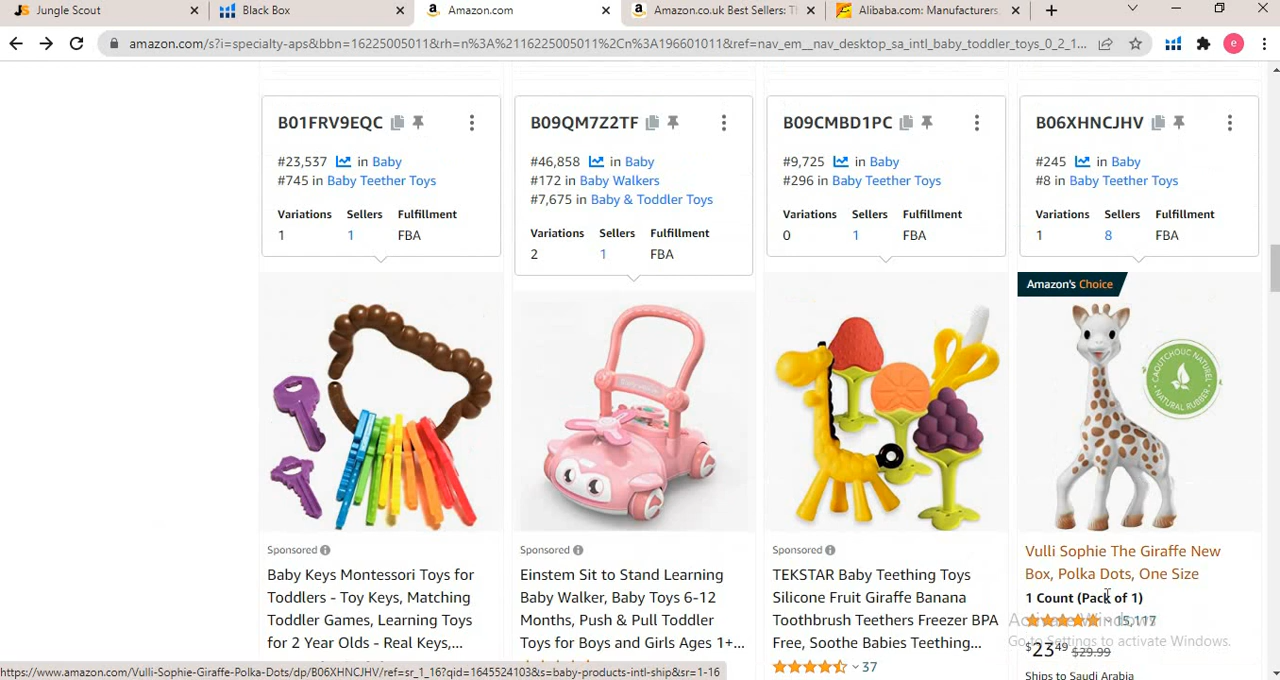 Jungle Scout
Black Box
Amazon.com
Amazon.co.uk Best Sellers: Th
Alibaba.com: Manufacturers,
amazon.com/s?i=specialty-aps&bbn=16225005011&rh=n%3A%2116225005011%2Cn%3A196601011&ref=nav_em__nav_desktop_sa_intl_baby_toddler_toys_0_2_1...
e
B01FRV9EQC
#23,537 in Baby
#745 in Baby Teether Toys
Variations Sellers Fulfillment
1 1 FBA
B09QM7Z2TF
#46,858 in Baby
#172 in Baby Walkers
#7,675 in Baby & Toddler Toys
Variations Sellers Fulfillment
2 1 FBA
B09CMBD1PC
#9,725 in Baby
#296 in Baby Teether Toys
Variations Sellers Fulfillment
0 1 FBA
B06XHNCJHV
#245 in Baby
#8 in Baby Teether Toys
Variations Sellers Fulfillment
1 8 FBA
Amazon's Choice
CAOUTCHOUC NATUREL
NATURAL RUBBER
Sponsored
Baby Keys Montessori Toys for
Toddlers - Toy Keys, Matching
Toddler Games, Learning Toys
for 2 Year Olds - Real Keys,...
Sponsored
Einstem Sit to Stand Learning
Baby Walker, Baby Toys 6-12
Months, Push & Pull Toddler
Toys for Boys and Girls Ages 1+...
Sponsored
TEKSTAR Baby Teething Toys
Silicone Fruit Giraffe Banana
Toothbrush Teethers Freezer BPA
Free, Soothe Babies Teething...
37
Vulli Sophie The Giraffe New
Box, Polka Dots, One Size
1 Count (Pack of 1)
15,117
$23.49 $29.99
Ships to Saudi Arabia
Activate Windows
Go to Settings to activate Windows.
https://www.amazon.com/Vulli-Sophie-Giraffe-Polka-Dots/dp/B06XHNCJHV/ref=sr_1_16?qid=1645524103&s=baby-products-intl-ship&sr=1-16